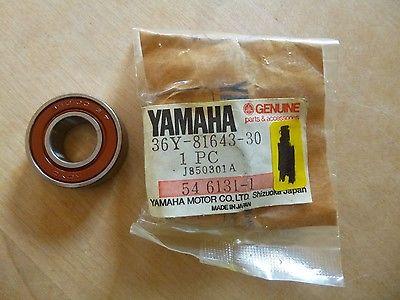 YAMAHA
GENUINE
parts & accessories
36Y-81643-30
1 PC
J850301A
54 6131-1
YAMAHA MOTOR CO., LTD. Shizuoka Japan
MADE IN JAPAN